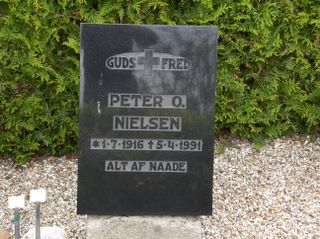 GUDS FRED
PETER O.
NIELSEN
*1-7-1916 †5-4-1991
ALT AF NAADE